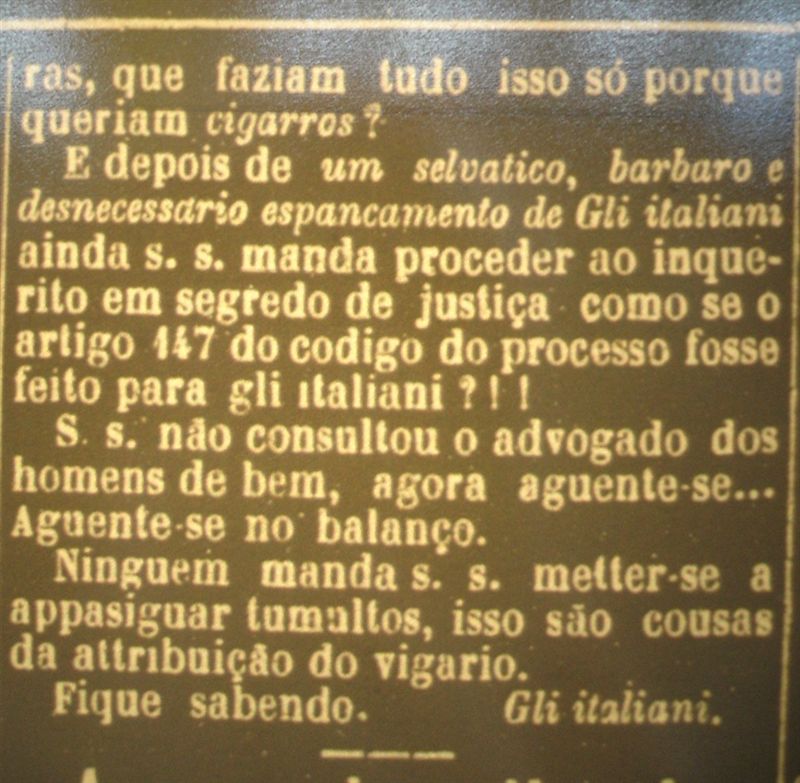 ras, que faziam tudo isso só porque
queriam cigarros?
E depois de um selvatico, barbaro e
desnecessario espancamento de Gli italiani
ainda s. s. manda proceder ao inque-
rito em segredo de justiça como se o
artigo 147 do codigo do processo fosse
feito para gli italiani ? ! !
S. s. não consultou o advogado dos
homens de bem, agora aguente-se...
Aguente-se no balanço.
Ninguem manda s. s. metter-se a
appasiguar tumultos, isso são cousas
da attribuição do vigario.
Fique sabendo. Gli italiani.